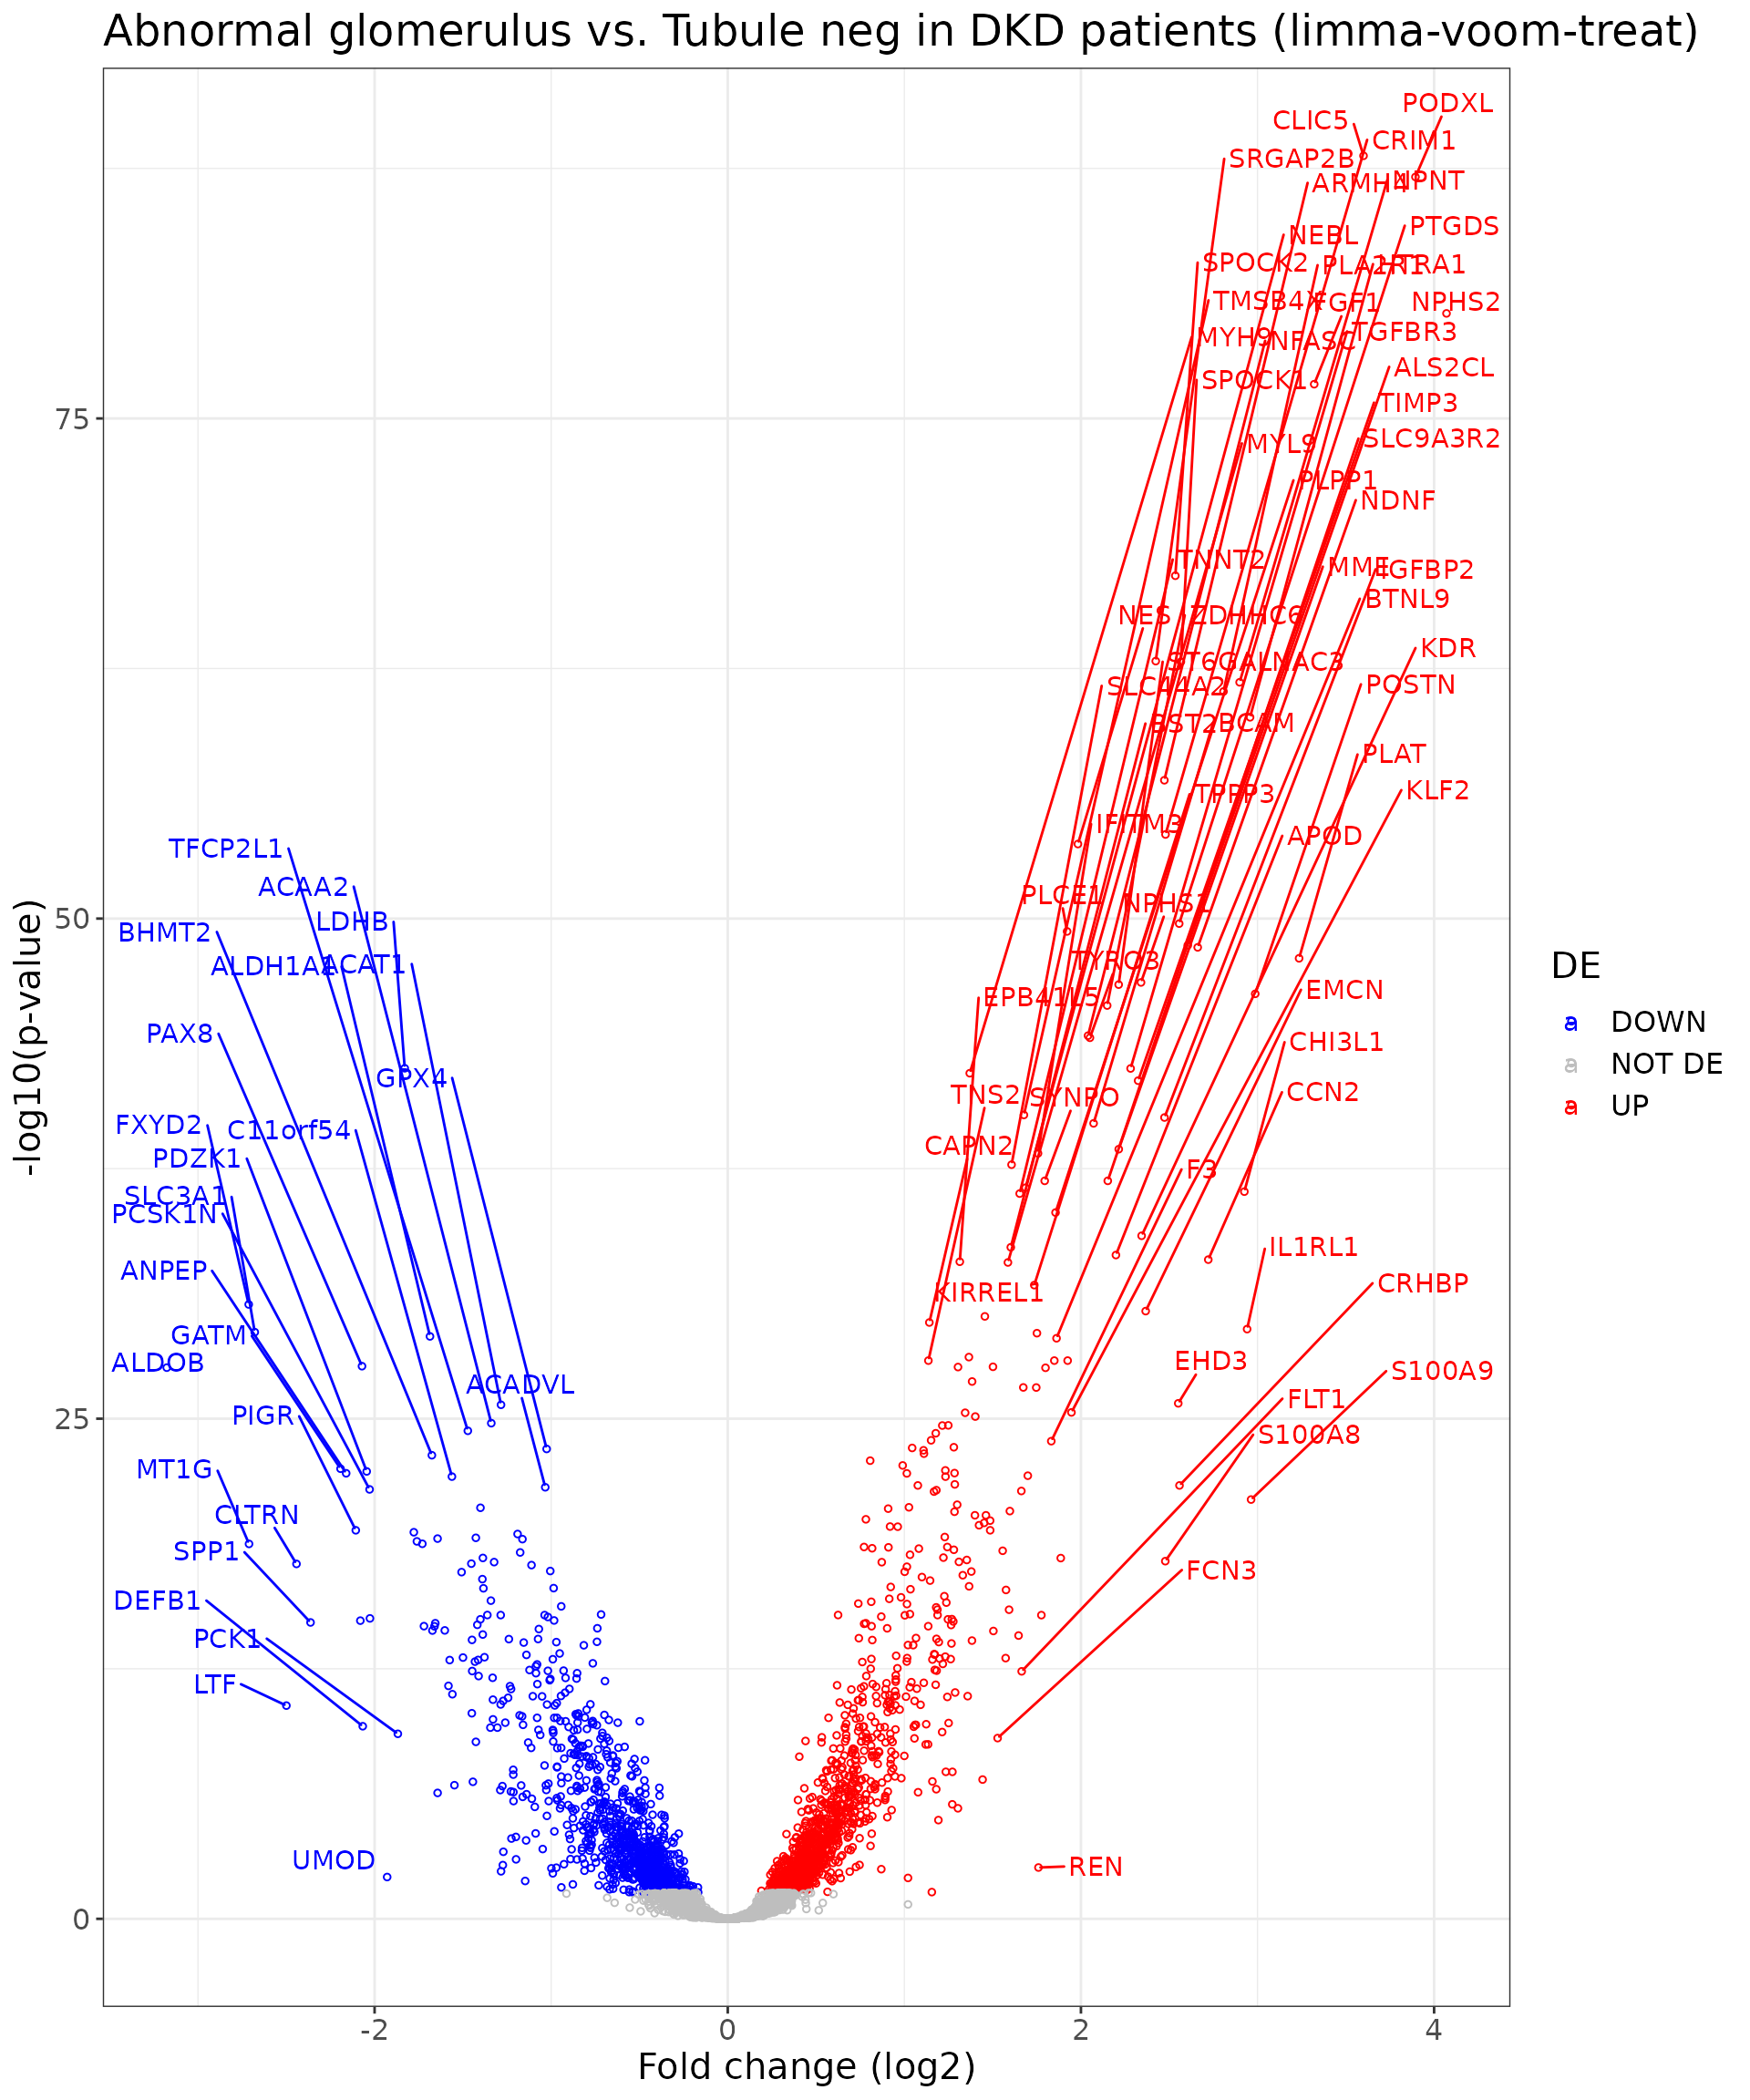 Abnormal glomerulus vs. Tubule neg in DKD patients (limma-voom-treat)
PODXL
CLIC5
CRIM1
SRGAP2B
ARMH4
NPNT
PTGDS
NEBL
SPOCK2
PLA2R1
HTRA1
TMSB4X
FGF1
NPHS2
MYH9
NFASC
TGFBR3
ALS2CL
SPOCK1
TIMP3
75
MYL9
SLC9A3R2
PLPP1
NDNF
TNNT2
MME
IGFBP2
BTNL9
NES
ZDHHC6
KDR
ST6GALNAC3
SLC44A2
POSTN
BST2
BCAM
PLAT
TPPP3
KLF2
IFITM3
APOD
TFCP2L1
ACAA2
PLCE1
NPHS1
LDHB
50
BHMT2
ALDH1A2
ACAT1
TYRO3
EPB41L5
EMCN
PAX8
CHI3L1
GPX4
TNS2
SYNPO
CCN2
FXYD2
C11orf54
CAPN2
PDZK1
F3
SLC3A1
PCSK1N
ANPEP
IL1RL1
KIRREL1
CRHBP
GATM
ALDOB
EHD3
S100A9
ACADVL
FLT1
PIGR
25
S100A8
MT1G
CLTRN
SPP1
FCN3
DEFB1
PCK1
LTF
UMOD
REN
0
-2
0
2
4
Fold change (log2)
-log10(p-value)
DE
a DOWN
a NOT DE
a UP